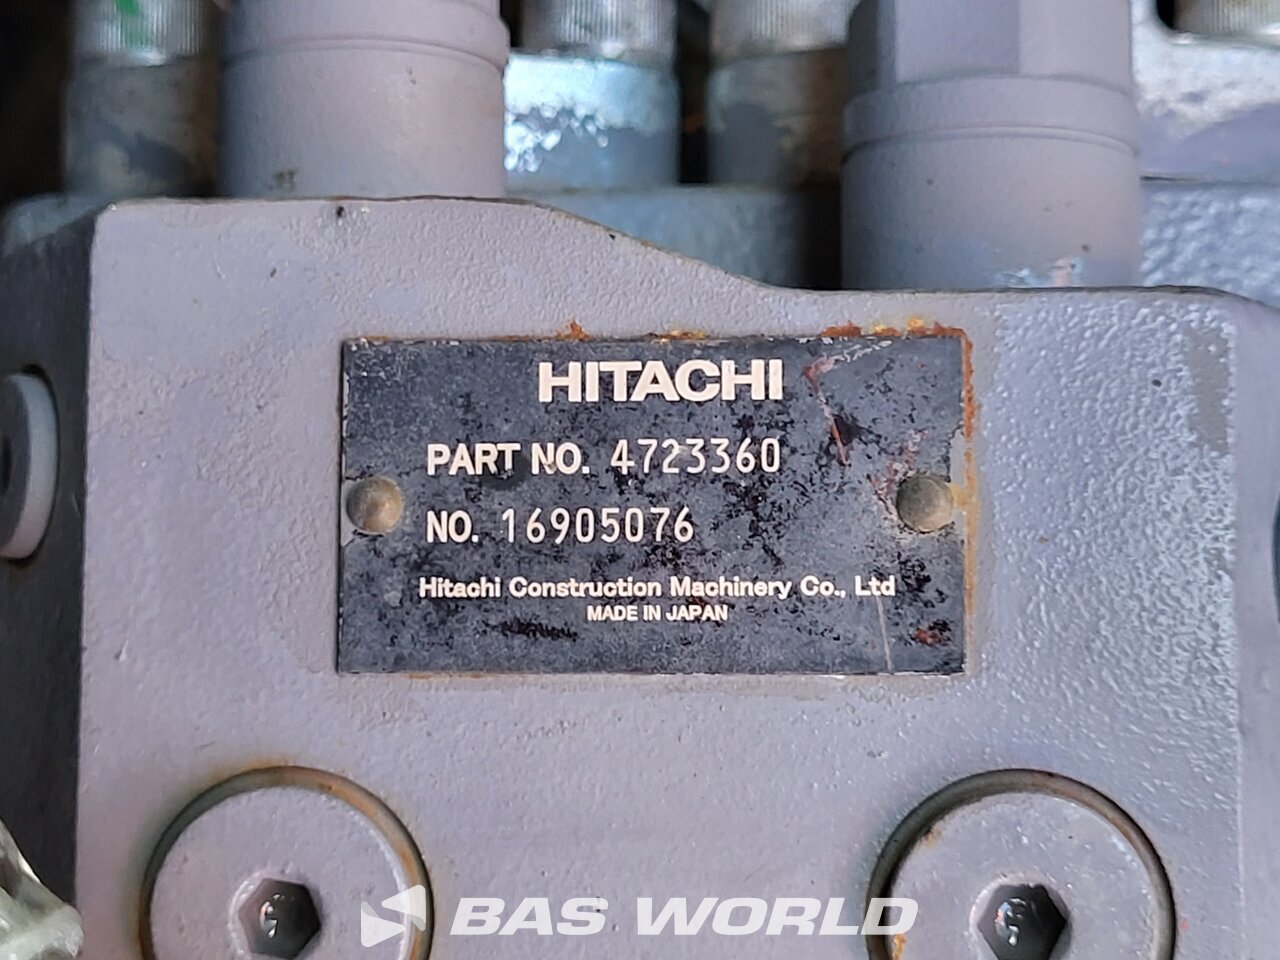 HITACHI
PART NO. 4723360
NO. 16905076
Hitachi Construction Machinery Co., Ltd
MADE IN JAPAN
BAS WORLD